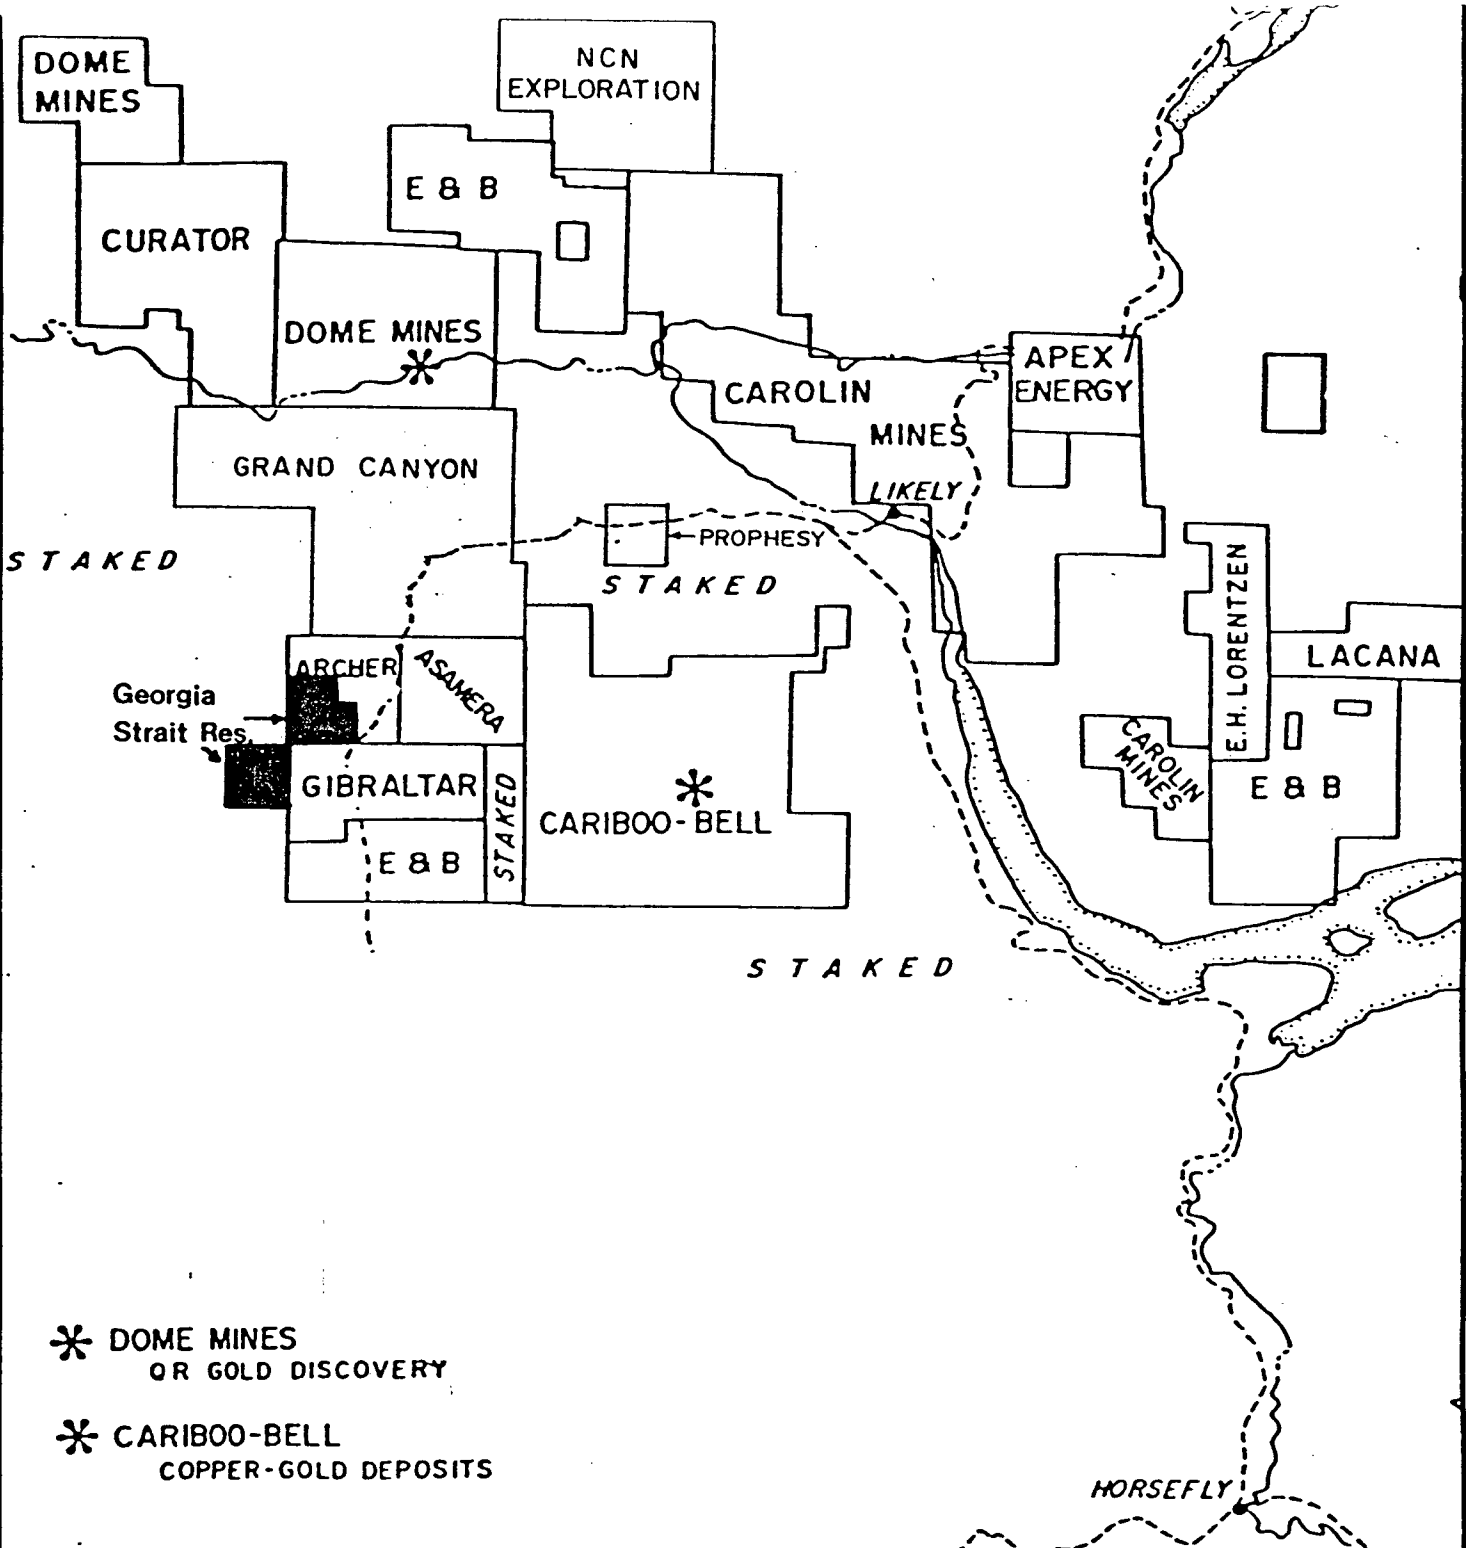 DOME
MINES
NCN
EXPLORATION
E & B
CURATOR
DOME MINES
APEX
ENERGY
CAROLIN
MINES
GRAND CANYON
LIKELY
PROPHESY
STAKED
STAKED
E.H. LORENTZEN
LACANA
ARCHER
ASAMERA
Georgia
Strait Res.
CAROLIN
MINES
E & B
GIBRALTAR
STAKED
CARIBOO-BELL
E & B
STAKED
DOME MINES
QR GOLD DISCOVERY
CARIBOO-BELL
COPPER-GOLD DEPOSITS
HORSEFLY